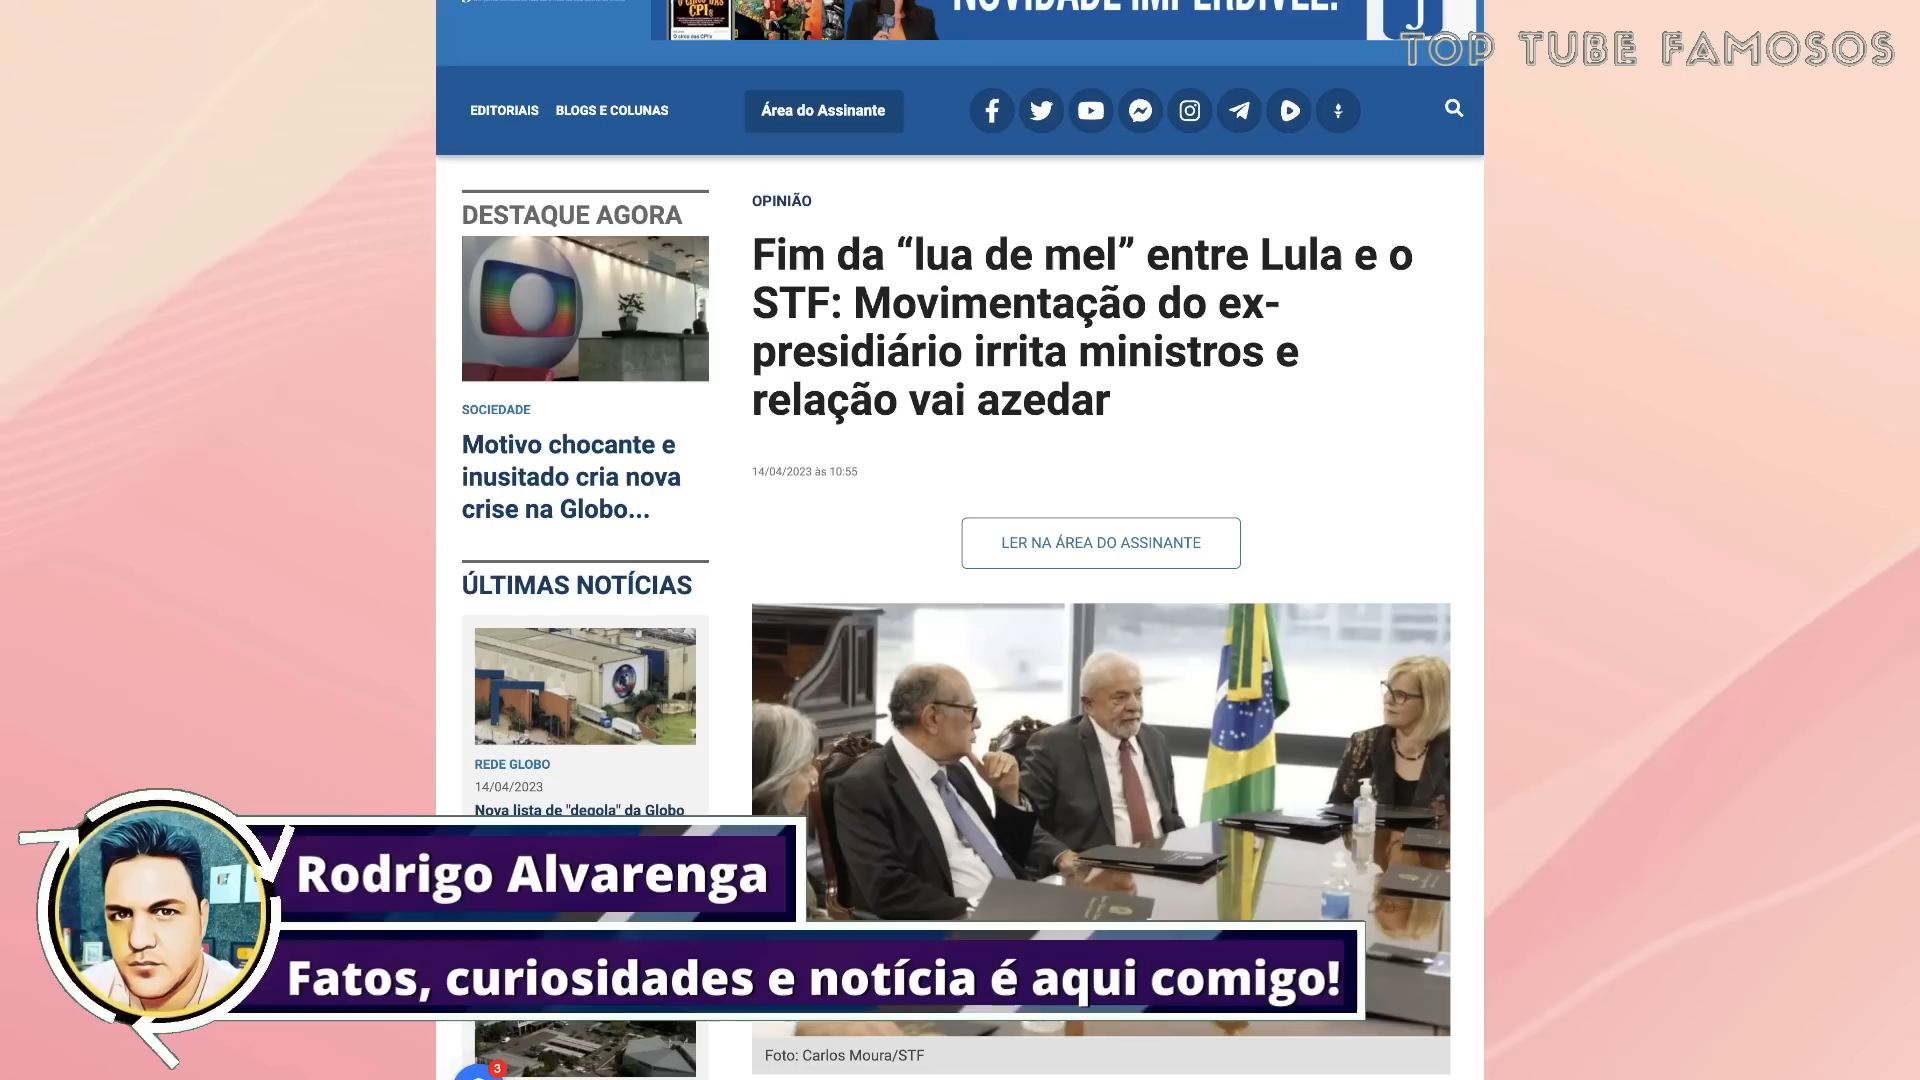 NOVIDADE IMPERDÍVEL!
TOP TUBE FAMOSOS
EDITORIAIS
BLOGS E COLUNAS
Área do Assinante
DESTAQUE AGORA
SOCIEDADE
Motivo chocante e
inusitado cria nova
crise na Globo...
ÚLTIMAS NOTÍCIAS
REDE GLOBO
14/04/2023
Nova lista de "degola" da Globo
OPINIÃO
Fim da “lua de mel” entre Lula e o
STF: Movimentação do ex-
presidiário irrita ministros e
relação vai azedar
14/04/2023 às 10:55
LER NA ÁREA DO ASSINANTE
Foto: Carlos Moura/STF
Rodrigo Alvarenga
Fatos, curiosidades e notícia é aqui comigo!
3